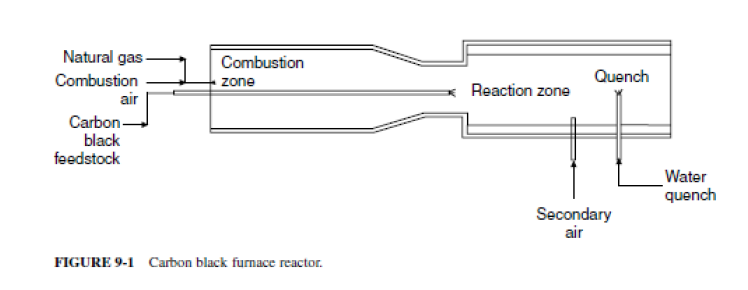 Natural gas
Combustion
air
Carbon
black
feedstock
Combustion
zone
Reaction zone
Quench
Water
quench
Secondary
air
FIGURE 9-1 Carbon black furnace reactor.